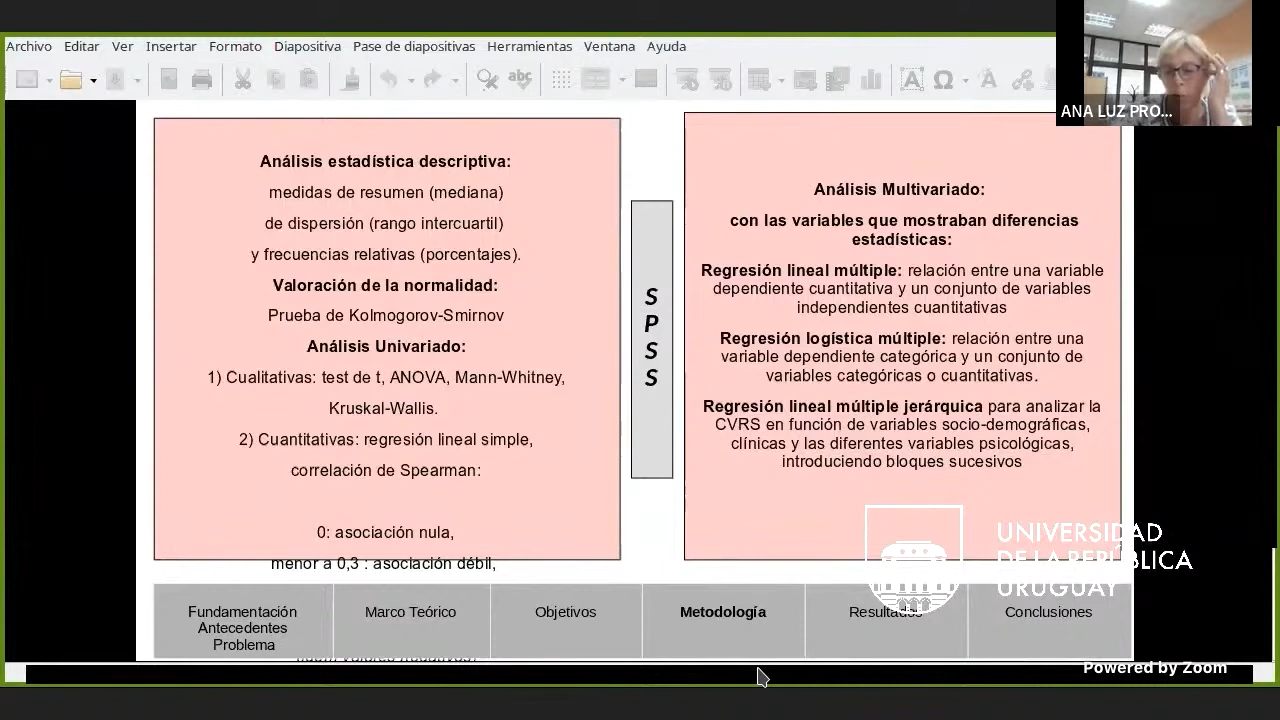 Archivo Editar Ver Insertar Formato Diapositiva Pase de diapositivas Herramientas Ventana Ayuda
ANA LUZ PRO...
Análisis estadística descriptiva:
medidas de resumen (mediana)
de dispersión (rango intercuartil)
y frecuencias relativas (porcentajes).
Valoración de la normalidad:
Prueba de Kolmogorov-Smirnov
Análisis Univariado:
1) Cualitativas: test de t, ANOVA, Mann-Whitney,
Kruskal-Wallis.
2) Cuantitativas: regresión lineal simple,
correlación de Spearman:
0: asociación nula,
menor a 0,3 : asociación débil,
S
P
S
S
Análisis Multivariado:
con las variables que mostraban diferencias
estadísticas:
Regresión lineal múltiple: relación entre una variable
dependiente cuantitativa y un conjunto de variables
independientes cuantitativas
Regresión logística múltiple: relación entre una
variable dependiente categórica y un conjunto de
variables categóricas o cuantitativas.
Regresión lineal múltiple jerárquica para analizar la
CVRS en función de variables socio-demográficas,
clínicas y las diferentes variables psicológicas,
introduciendo bloques sucesivos
UNIVERSIDAD
DE LA REPÚBLICA
URUGUAY
Fundamentación
Antecedentes
Problema
Marco Teórico
Objetivos
Metodología
Resultados
Conclusiones
Powered by Zoom